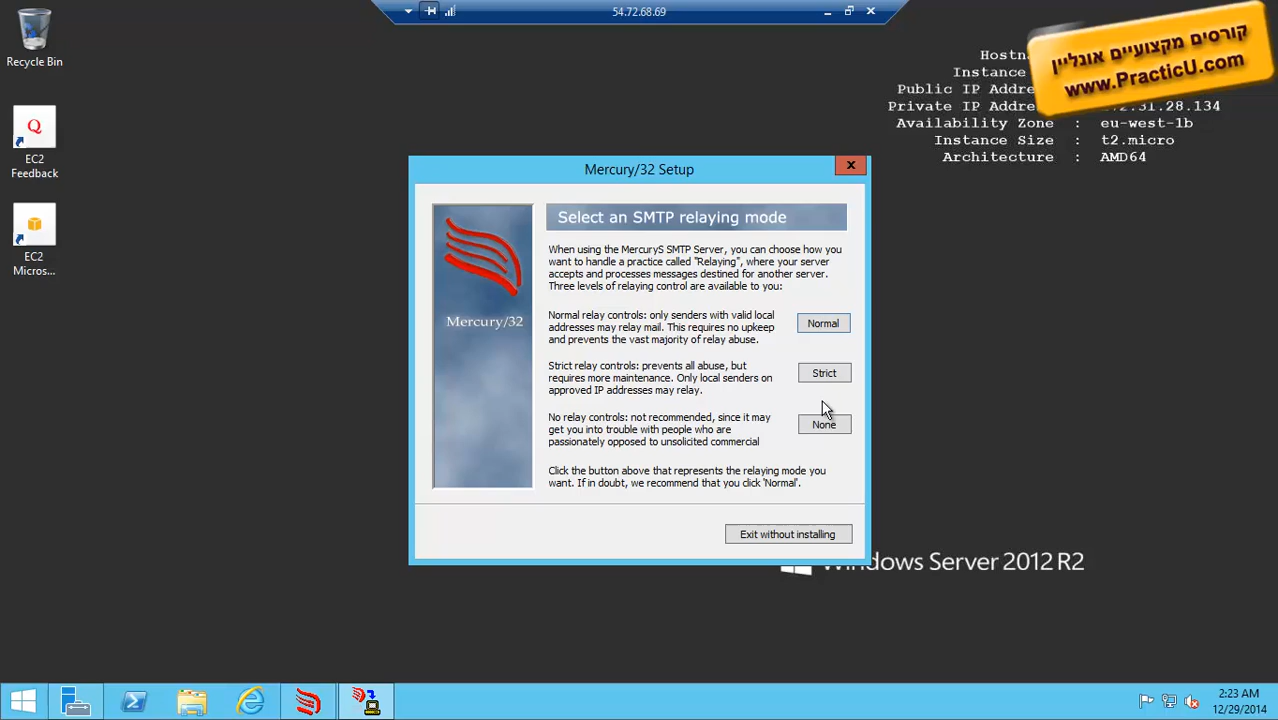 54.72.68.69
Recycle Bin
EC2
Feedback
EC2
Micros...
קורסים מקצועיים אונליין
www.PracticU.com
Hostn
Instance
Public IP Addre
Private IP Addre 2.31.28.134
Availability Zone : eu-west-1b
Instance Size : t2.micro
Architecture : AMD64
Mercury/32 Setup
Mercury/32
Select an SMTP relaying mode
When using the MercuryS SMTP Server, you can choose how you
want to handle a practice called "Relaying", where your server
accepts and processes messages destined for another server.
Three levels of relaying control are available to you:
Normal relay controls: only senders with valid local
addresses may relay mail. This requires no upkeep
and prevents the vast majority of relay abuse.
Normal
Strict relay controls: prevents all abuse, but
requires more maintenance. Only local senders on
approved IP addresses may relay.
Strict
No relay controls: not recommended, since it may
get you into trouble with people who are
passionately opposed to unsolicited commercial
None
Click the button above that represents the relaying mode you
want. If in doubt, we recommend that you click 'Normal'.
Exit without installing
Windows Server 2012 R2
2:23 AM
12/29/2014